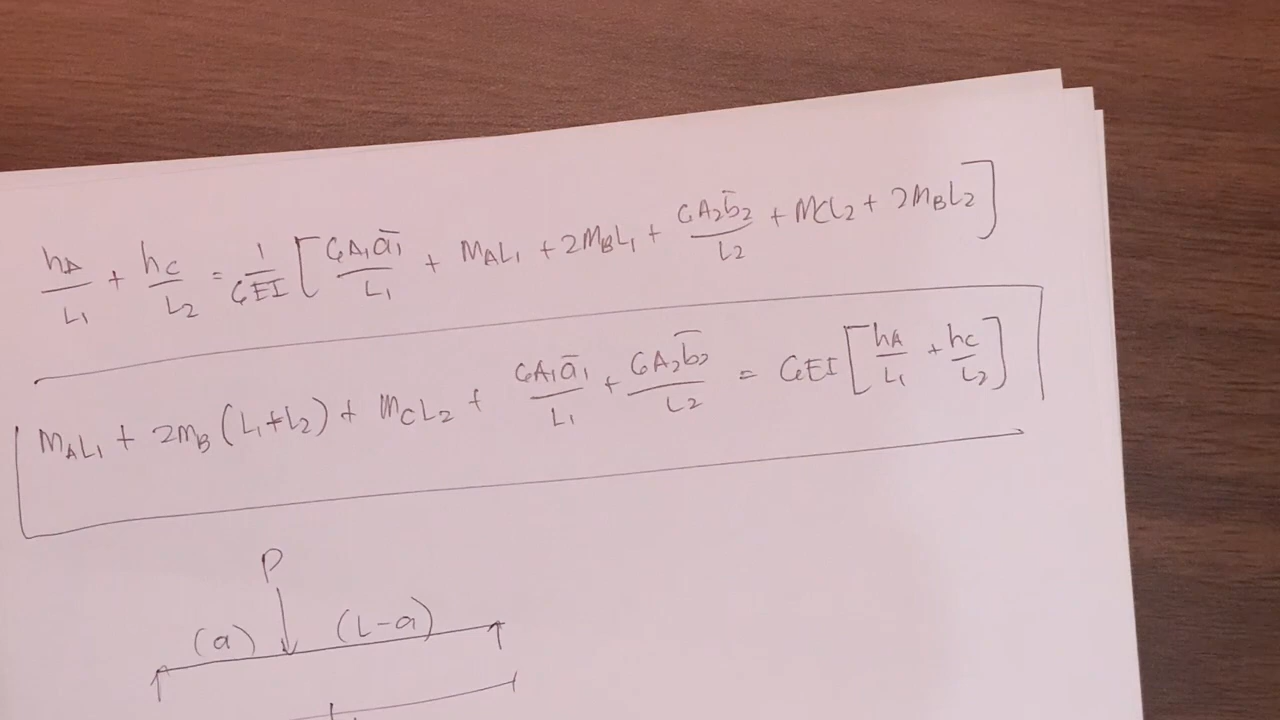 hA/L1 + hC/L2 = 1/6EI [ 6A1ā1/L1 + MAL1 + 2MBL1 + 6A2b̄2/L2 + MCL2 + 2MBL2 ]
MAL1 + 2MB(L1+L2) + MCL2 + 6A1ā1/L1 + 6A2b̄2/L2 = 6EI [ hA/L1 + hC/L2 ]
P
(a) (L-a)